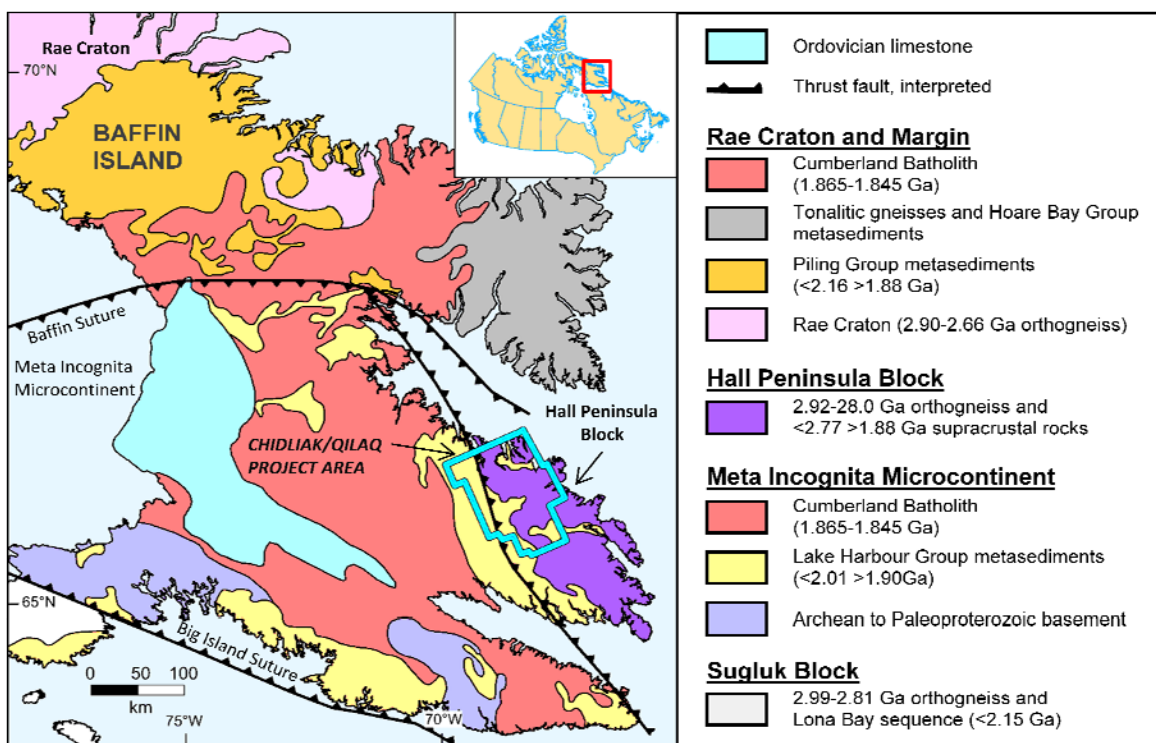 Rae Craton
70°N
BAFFIN
ISLAND
Baffin Suture
Meta Incognita
Microcontinent
Hall Peninsula
Block
CHIDLIAK/QILAQ
PROJECT AREA
65°N
Big Island Suture
0 50 100
km
75°W
70°W
Ordovician limestone
Thrust fault, interpreted
Rae Craton and Margin
Cumberland Batholith
(1.865-1.845 Ga)
Tonalitic gneisses and Hoare Bay Group
metasediments
Piling Group metasediments
(<2.16 >1.88 Ga)
Rae Craton (2.90-2.66 Ga orthogneiss)
Hall Peninsula Block
2.92-28.0 Ga orthogneiss and
<2.77 >1.88 Ga supracrustal rocks
Meta Incognita Microcontinent
Cumberland Batholith
(1.865-1.845 Ga)
Lake Harbour Group metasediments
(<2.01 >1.90Ga)
Archean to Paleoproterozoic basement
Sugluk Block
2.99-2.81 Ga orthogneiss and
Lona Bay sequence (<2.15 Ga)